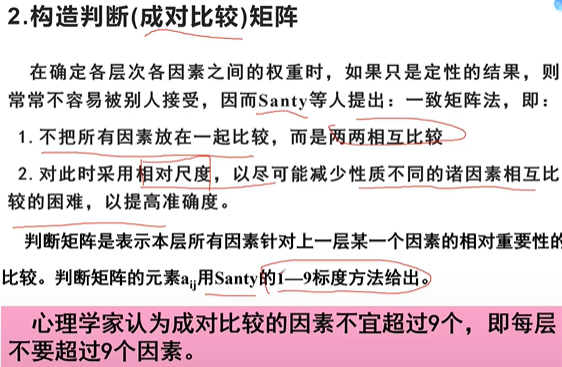 2.构造判断(成对比较)矩阵
在确定各层次各因素之间的权重时，如果只是定性的结果，则
常常不容易被别人接受，因而Santy等人提出：一致矩阵法，即：
1. 不把所有因素放在一起比较，而是两两相互比较
2. 对此时采用相对尺度，以尽可能减少性质不同的诸因素相互比
较的困难，以提高准确度。
判断矩阵是表示本层所有因素针对上一层某一个因素的相对重要性的
比较。判断矩阵的元素aij用Santy的1—9标度方法给出。
心理学家认为成对比较的因素不宜超过9个，即每层
不要超过9个因素。